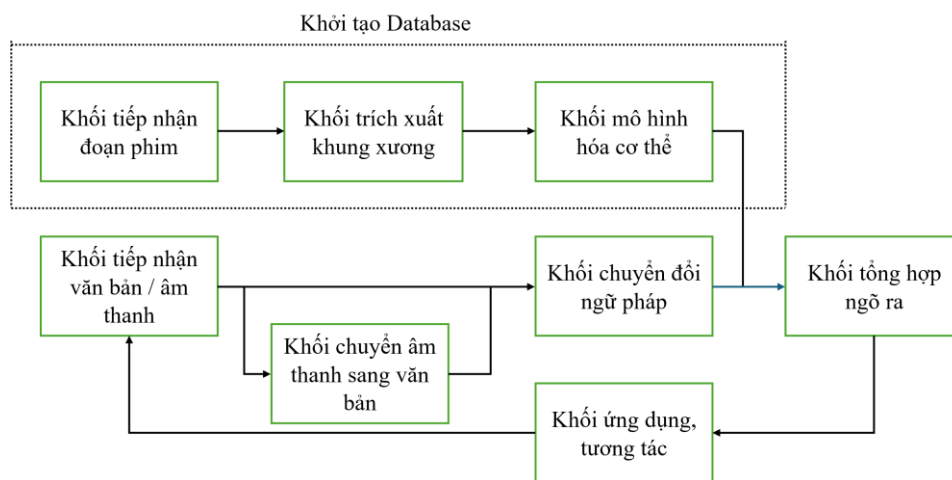 Khởi tạo Database
Khối tiếp nhận
đoạn phim
Khối trích xuất
khung xương
Khối mô hình
hóa cơ thể
Khối tiếp nhận
văn bản / âm
thanh
Khối chuyển đổi
ngữ pháp
Khối tổng hợp
ngõ ra
Khối chuyển âm
thanh sang văn
bản
Khối ứng dụng,
tương tác